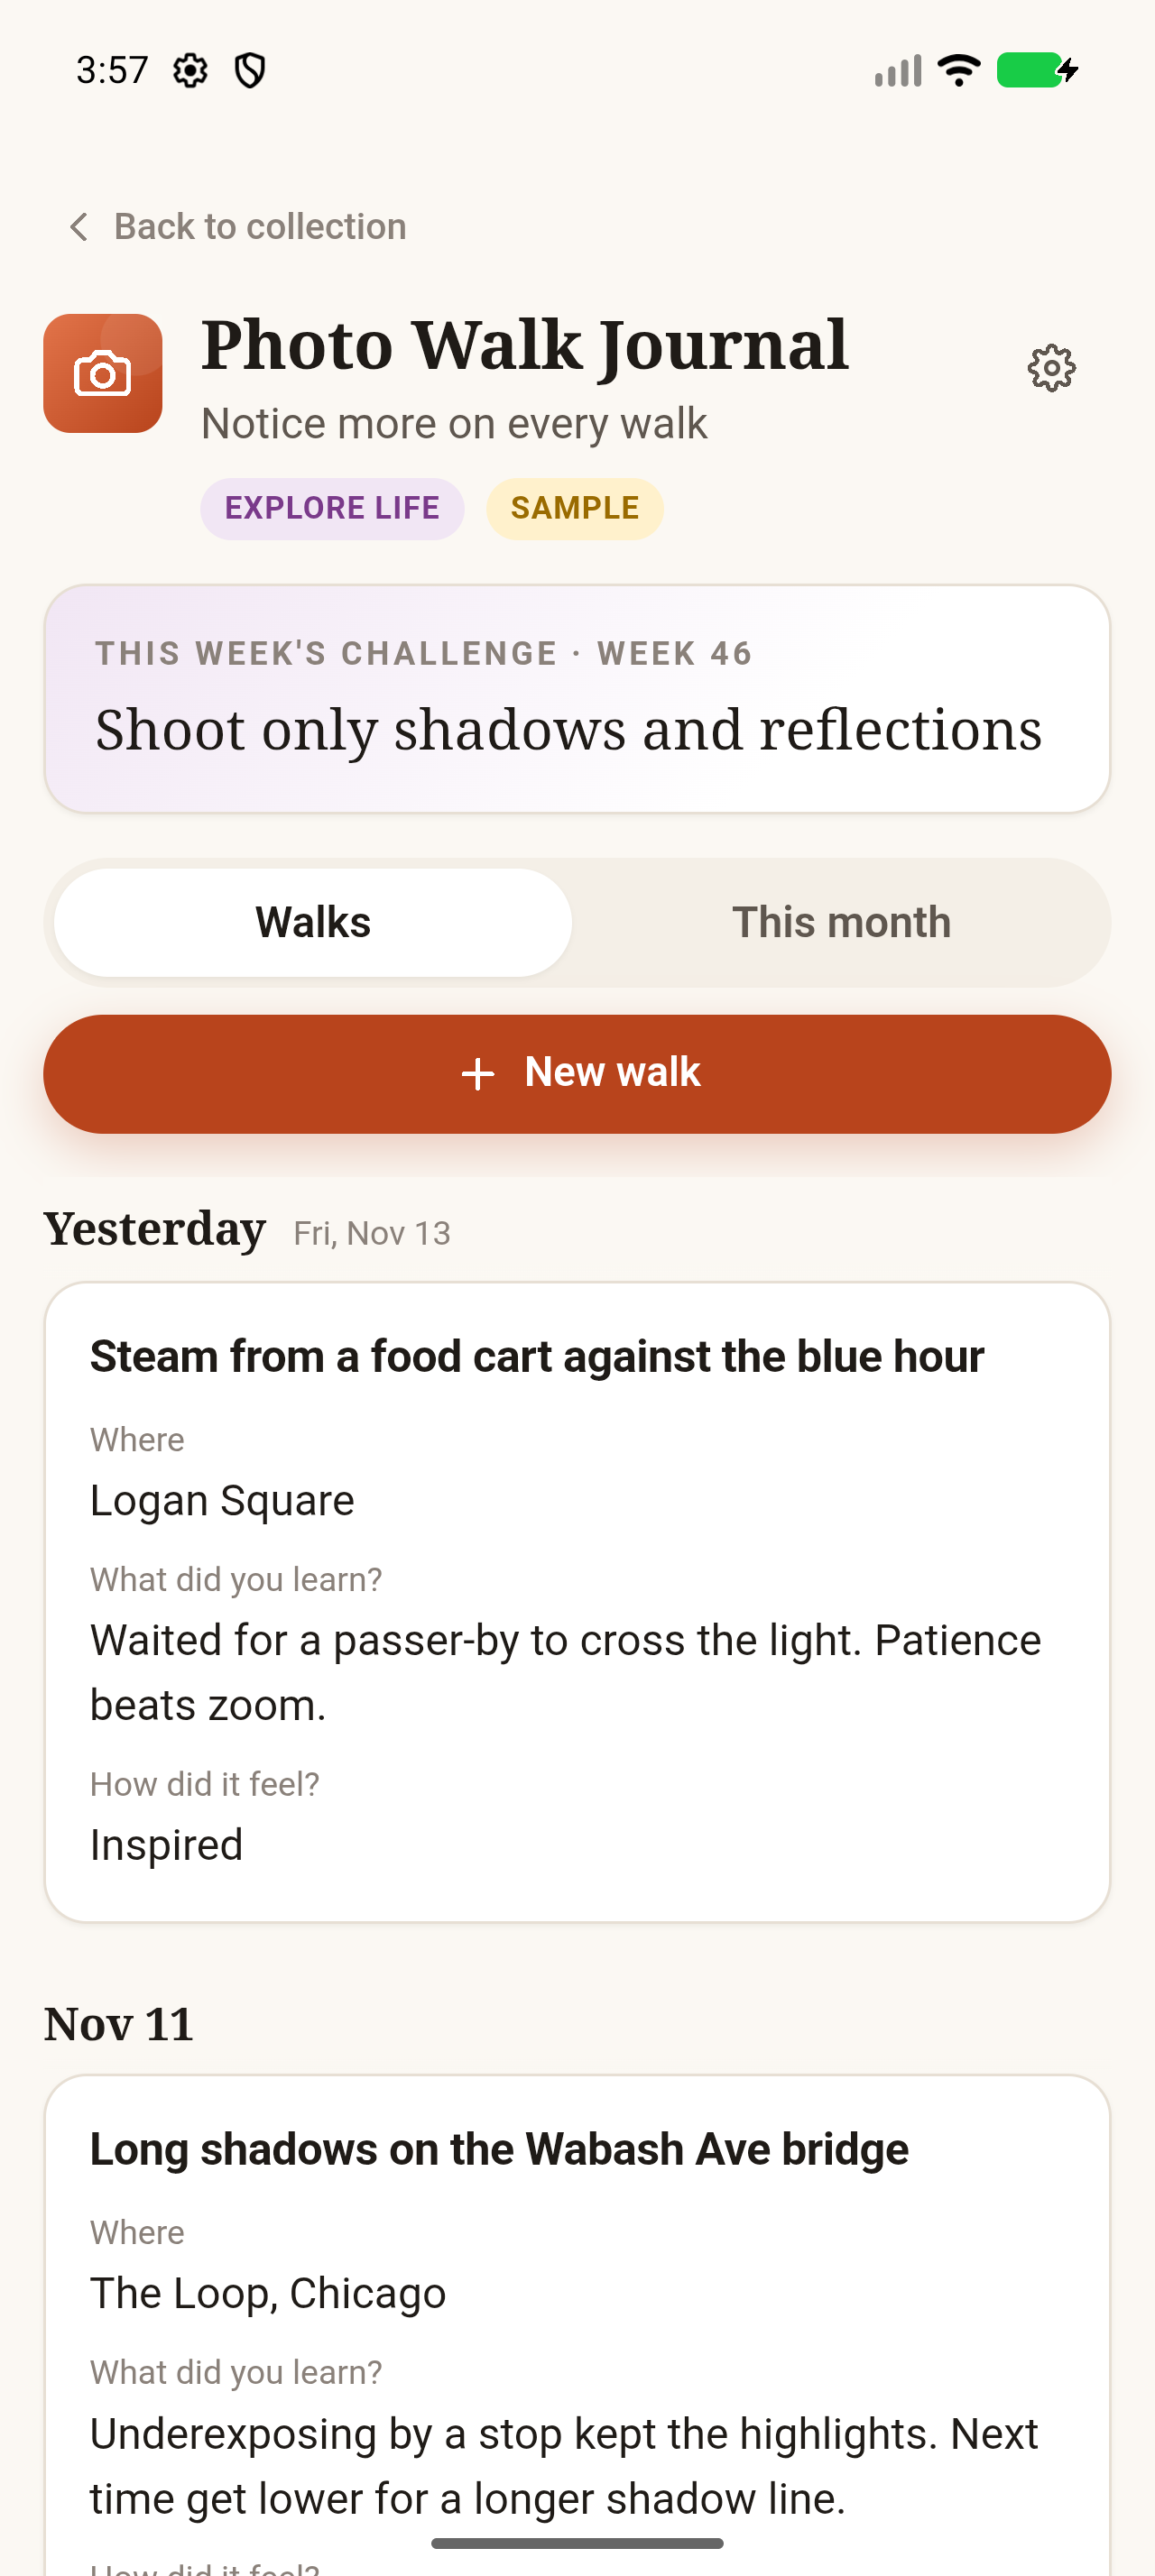 3:57
Back to collection
Photo Walk Journal
Notice more on every walk
EXPLORE LIFE
SAMPLE
THIS WEEK'S CHALLENGE · WEEK 46
Shoot only shadows and reflections
Walks
This month
New walk
Yesterday Fri, Nov 13
Steam from a food cart against the blue hour
Where
Logan Square
What did you learn?
Waited for a passer-by to cross the light. Patience
beats zoom.
How did it feel?
Inspired
Nov 11
Long shadows on the Wabash Ave bridge
Where
The Loop, Chicago
What did you learn?
Underexposing by a stop kept the highlights. Next
time get lower for a longer shadow line.
How did it feel?